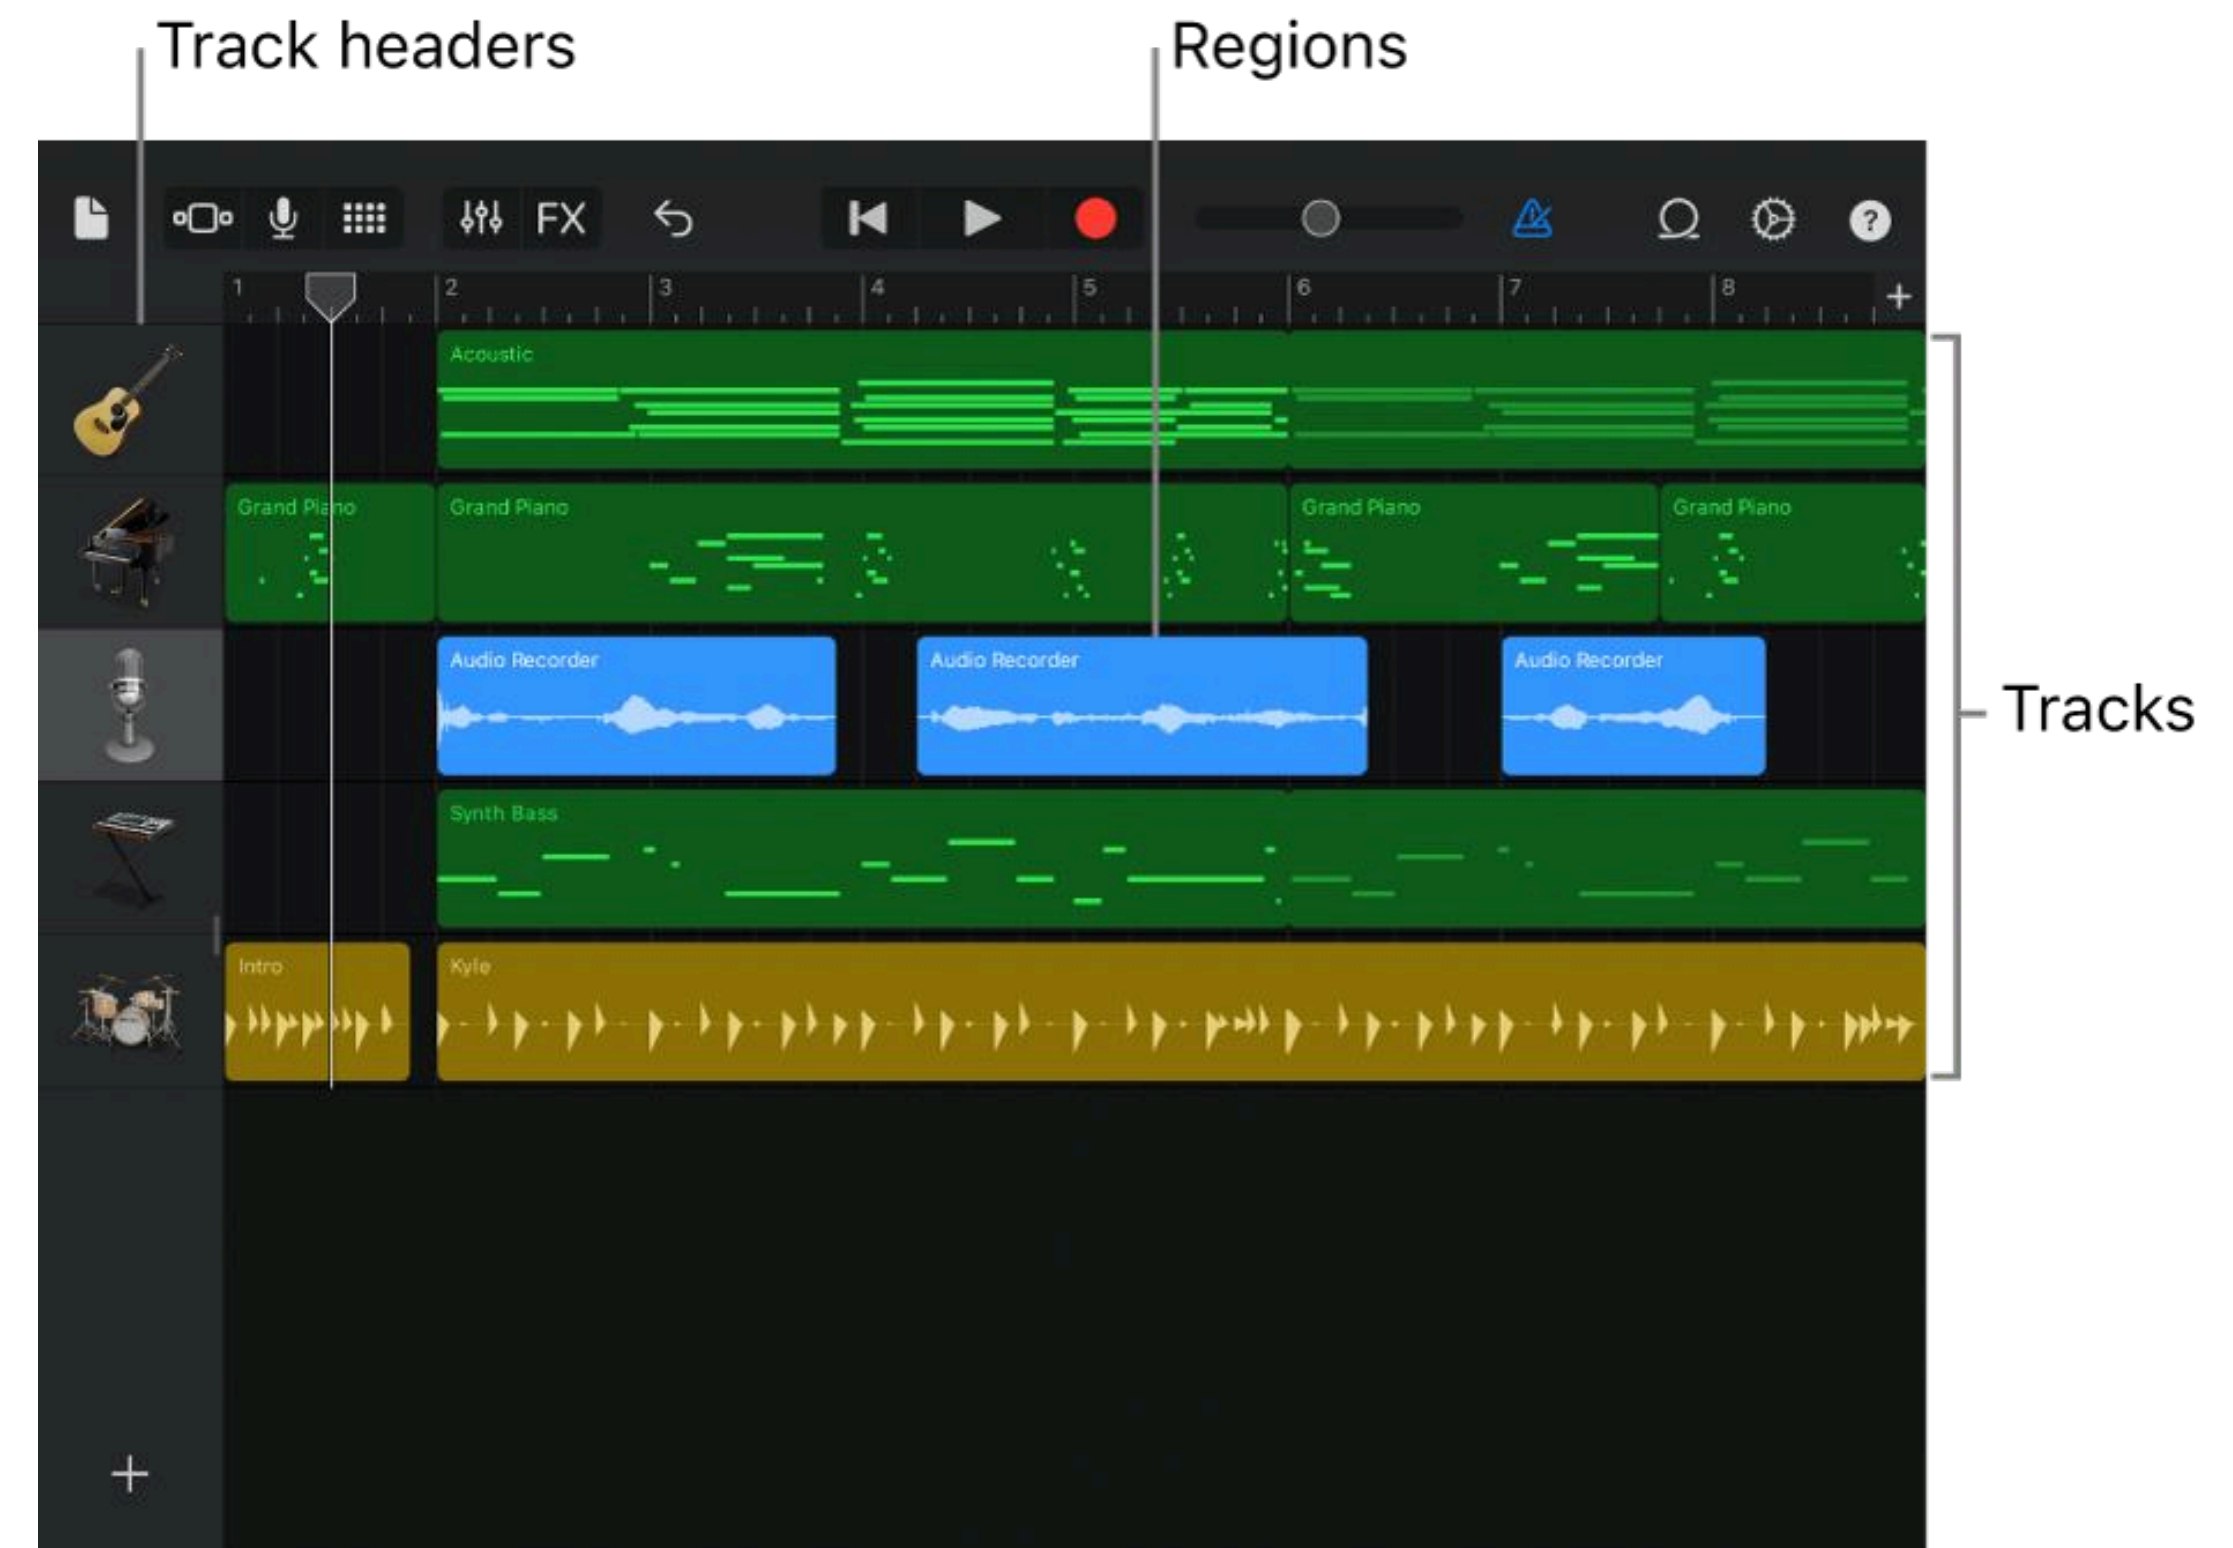 Track headers
Regions
FX
?
1 2 3 4 5 6 7 8 +
Acoustic
Grand Piano Grand Piano Grand Piano Grand Piano
Audio Recorder Audio Recorder Audio Recorder
Tracks
Synth Bass
Intro Kyle
+